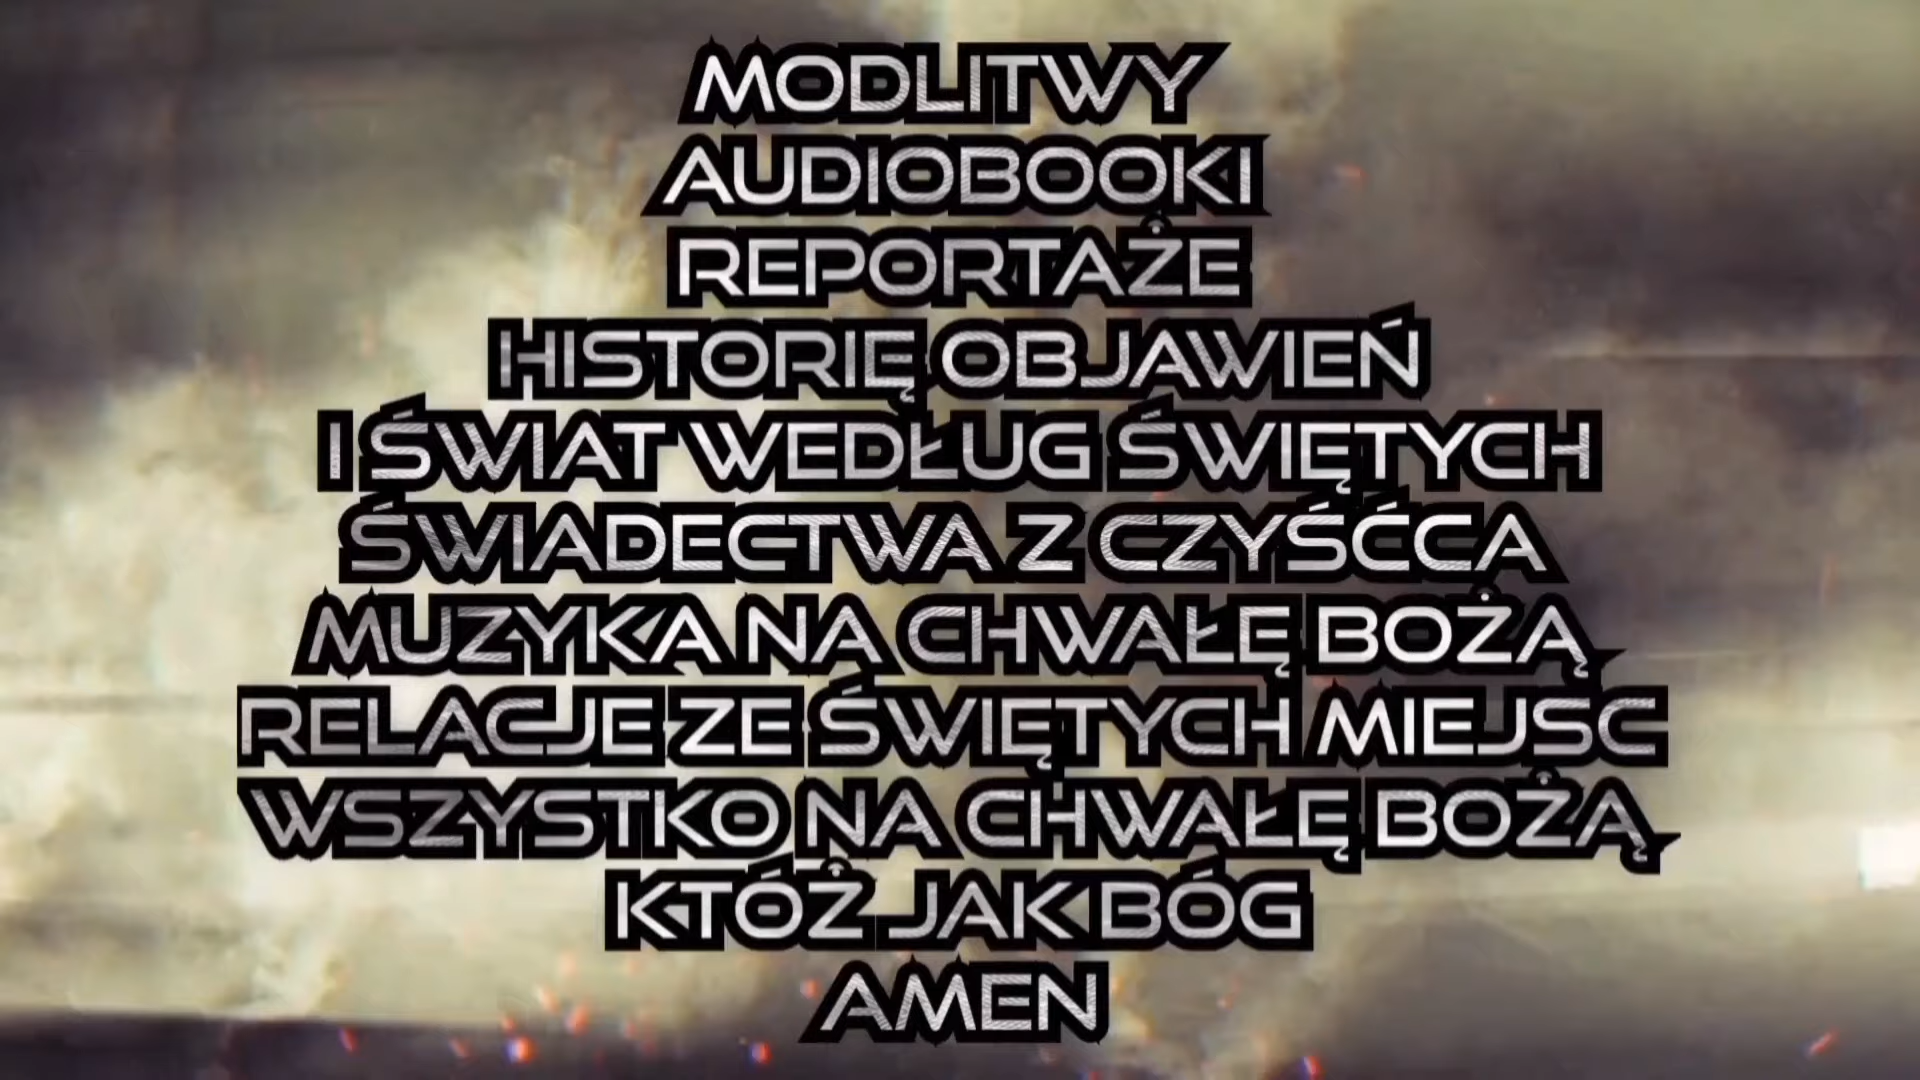 MODLITWY
AUDIOBOOKI
REPORTAŻE
HISTORIĘ OBJAWIEŃ
I ŚWIAT WEDŁUG ŚWIĘTYCH
ŚWIADECTWA Z CZYŚĆCA
MUZYKA NA CHWAŁĘ BOŻĄ
RELACJE ZE ŚWIĘTYCH MIEJSC
WSZYSTKO NA CHWAŁĘ BOŻĄ
KTÓŻ JAK BÓG
AMEN